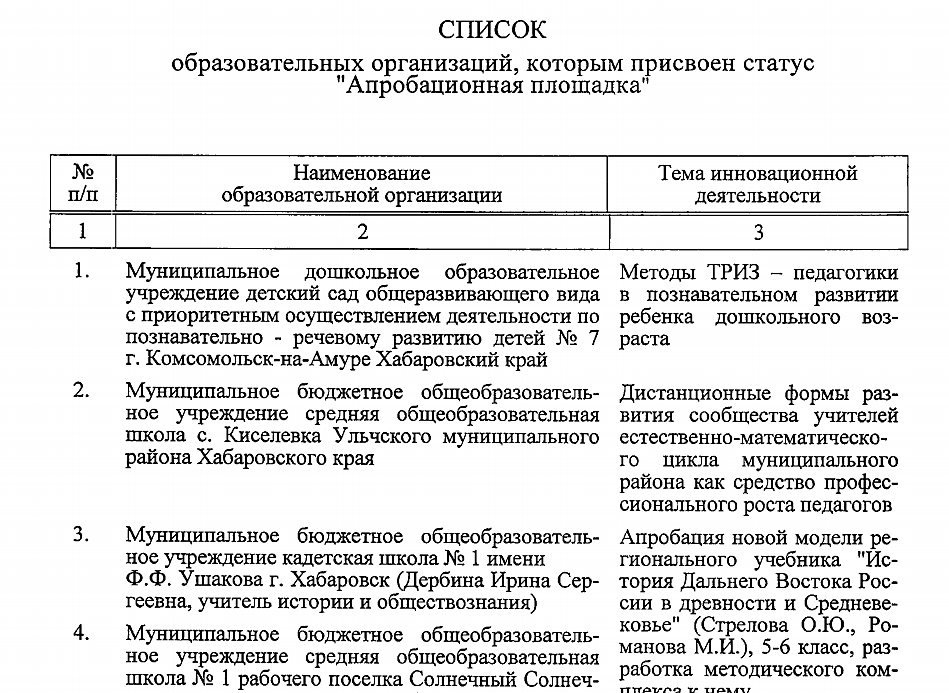 СПИСОК
образовательных организаций, которым присвоен статус
"Апробационная площадка"
№
п/п
Наименование
образовательной организации
Тема инновационной
деятельности
1
2
3
1.
Муниципальное дошкольное образовательное
учреждение детский сад общеразвивающего вида
с приоритетным осуществлением деятельности по
познавательно - речевому развитию детей № 7
г. Комсомольск-на-Амуре Хабаровский край
Методы ТРИЗ – педагогики
в познавательном развитии
ребенка дошкольного воз-
раста
2.
Муниципальное бюджетное общеобразователь-
ное учреждение средняя общеобразовательная
школа с. Киселевка Ульчского муниципального
района Хабаровского края
Дистанционные формы раз-
вития сообщества учителей
естественно-математическо-
го цикла муниципального
района как средство профес-
сионального роста педагогов
3.
Муниципальное бюджетное общеобразователь-
ное учреждение кадетская школа № 1 имени
Ф.Ф. Ушакова г. Хабаровск (Дербина Ирина Сер-
геевна, учитель истории и обществознания)
Апробация новой модели ре-
гионального учебника "Ис-
тория Дальнего Востока Рос-
сии в древности и Средневе-
ковье" (Стрелова О.Ю., Ро-
манова М.И.), 5-6 класс, раз-
работка методического ком-
плекса к нему
4.
Муниципальное бюджетное общеобразователь-
ное учреждение средняя общеобразовательная
школа № 1 рабочего поселка Солнечный Солнеч-